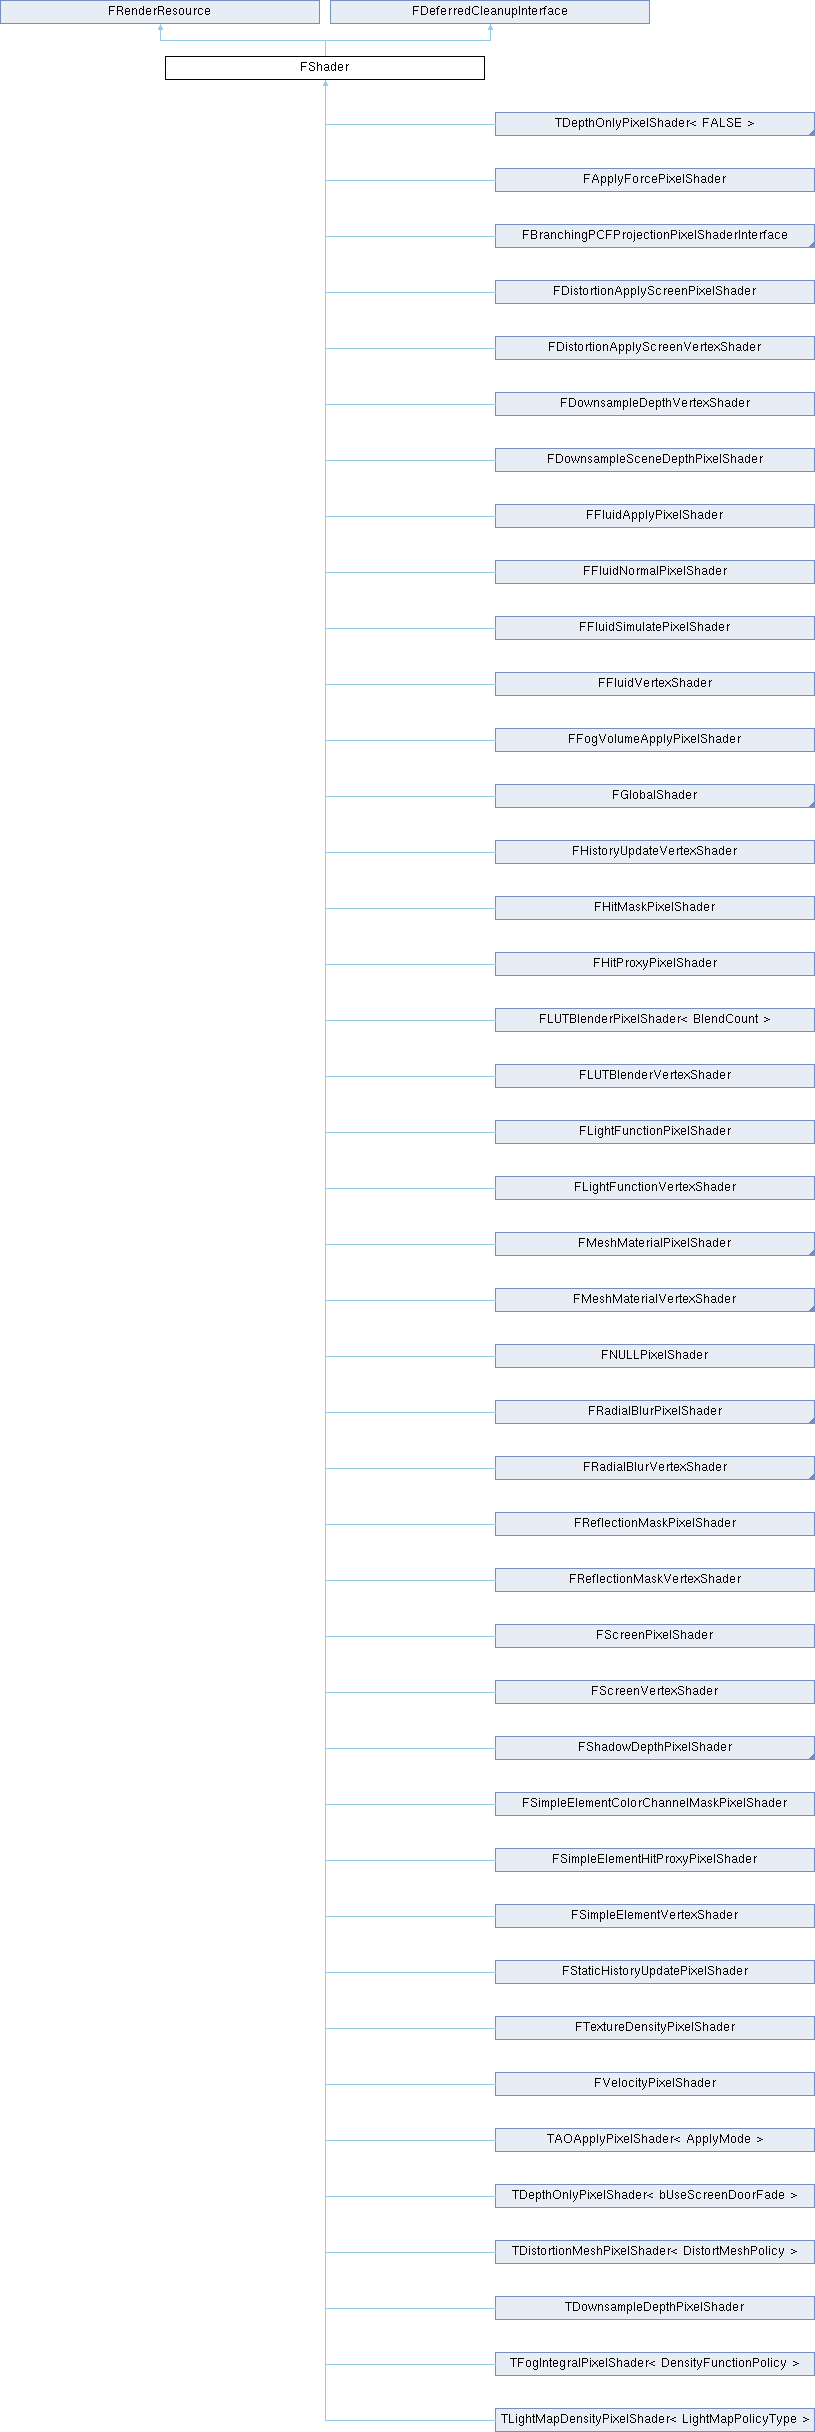 FRenderResource
FDeferredCleanupInterface
FShader
TDepthOnlyPixelShader< FALSE >
FApplyForcePixelShader
FBranchingPCFProjectionPixelShaderInterface
FDistortionApplyScreenPixelShader
FDistortionApplyScreenVertexShader
FDownsampleDepthVertexShader
FDownsampleSceneDepthPixelShader
FFluidApplyPixelShader
FFluidNormalPixelShader
FFluidSimulatePixelShader
FFluidVertexShader
FFogVolumeApplyPixelShader
FGlobalShader
FHistoryUpdateVertexShader
FHitMaskPixelShader
FHitProxyPixelShader
FLUTBlenderPixelShader< BlendCount >
FLUTBlenderVertexShader
FLightFunctionPixelShader
FLightFunctionVertexShader
FMeshMaterialPixelShader
FMeshMaterialVertexShader
FNULLPixelShader
FRadialBlurPixelShader
FRadialBlurVertexShader
FReflectionMaskPixelShader
FReflectionMaskVertexShader
FScreenPixelShader
FScreenVertexShader
FShadowDepthPixelShader
FSimpleElementColorChannelMaskPixelShader
FSimpleElementHitProxyPixelShader
FSimpleElementVertexShader
FStaticHistoryUpdatePixelShader
FTextureDensityPixelShader
FVelocityPixelShader
TAOApplyPixelShader< ApplyMode >
TDepthOnlyPixelShader< bUseScreenDoorFade >
TDistortionMeshPixelShader< DistortMeshPolicy >
TDownsampleDepthPixelShader
TFogIntegralPixelShader< DensityFunctionPolicy >
TLightMapDensityPixelShader< LightMapPolicyType >